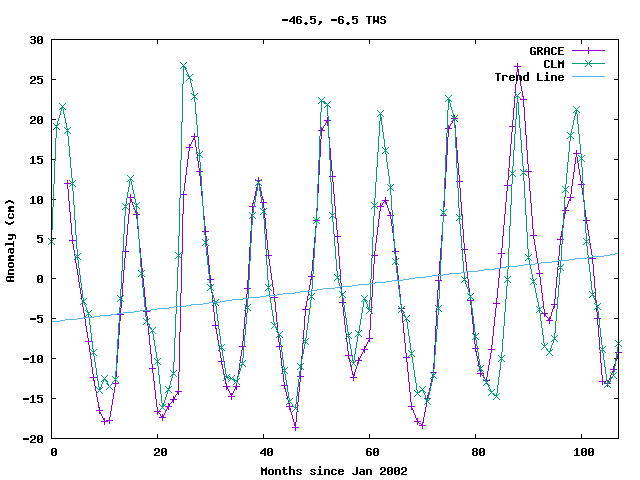 -46.5, -6.5 TWS
GRACE
CLM
Trend Line
30
25
20
15
10
5
0
-5
-10
-15
-20
Anomaly (cm)
0 20 40 60 80 100
Months since Jan 2002